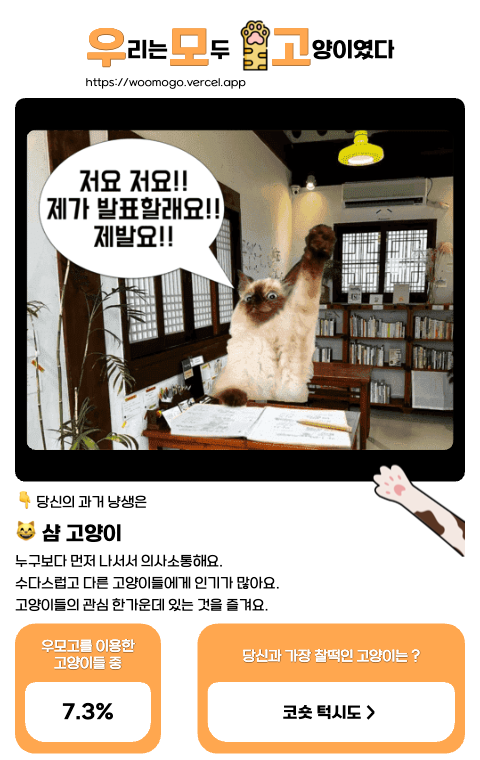 우리는모두 고양이였다
https://woomogo.vercel.app
저요 저요!!
제가 발표할래요!!
제발요!!
👇 당신의 과거 냥생은
😺 샴 고양이
누구보다 먼저 나서서 의사소통해요.
수다스럽고 다른 고양이들에게 인기가 많아요.
고양이들의 관심 한가운데 있는 것을 즐겨요.
우모고를 이용한
고양이들 중
7.3%
당신과 가장 찰떡인 고양이는 ?
코숏 턱시도 >